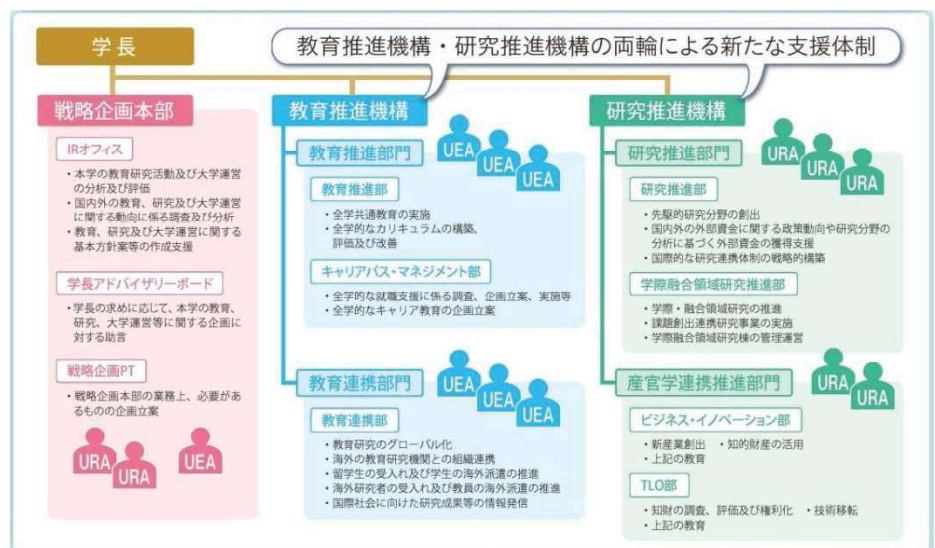 学長
教育推進機構・研究推進機構の両輪による新たな支援体制
戦略企画本部
IRオフィス
・本学の教育研究活動及び大学運営
の分析及び評価
・国内外の教育、研究及び大学運営
に関する動向に係る調査及び分析
・教育、研究及び大学運営に関する
基本方針案等の作成支援
学長アドバイザリーボード
・学長の求めに応じて、本学の教育、
研究、大学運営等に関する企画に
対する助言
戦略企画PT
・戦略企画本部の業務上、必要があ
るものの企画立案
URA
URA
UEA
教育推進機構
UEA
UEA
UEA
教育推進部門
教育推進部
・全学共通教育の実施
・全学的なカリキュラムの構築、
評価及び改善
キャリアパス・マネジメント部
・全学的な就職支援に係る調査、企画立案、実施等
・全学的なキャリア教育の企画立案
教育連携部門
UEA
UEA
UEA
教育連携部
・教育研究のグローバル化
・海外の教育研究機関との組織連携
・留学生の受入れ及び学生の海外派遣の推進
・海外研究者の受入れ及び教員の海外派遣の推進
・国際社会に向けた研究成果等の情報発信
研究推進機構
URA
URA
URA
研究推進部門
研究推進部
・先駆的研究分野の創出
・国内外の外部資金に関する政策動向や研究分野の
分析に基づく外部資金の獲得支援
・国際的な研究連携体制の戦略的構築
学際融合領域研究推進部
・学際・融合領域研究の推進
・課題創出連携研究事業の実施
・学際融合領域研究棟の管理運営
産官学連携推進部門
URA
URA
ビジネス・イノベーション部
・新産業創出 ・知的財産の活用
・上記の教育
TLO部
・知財の調査、評価及び権利化 ・技術移転
・上記の教育